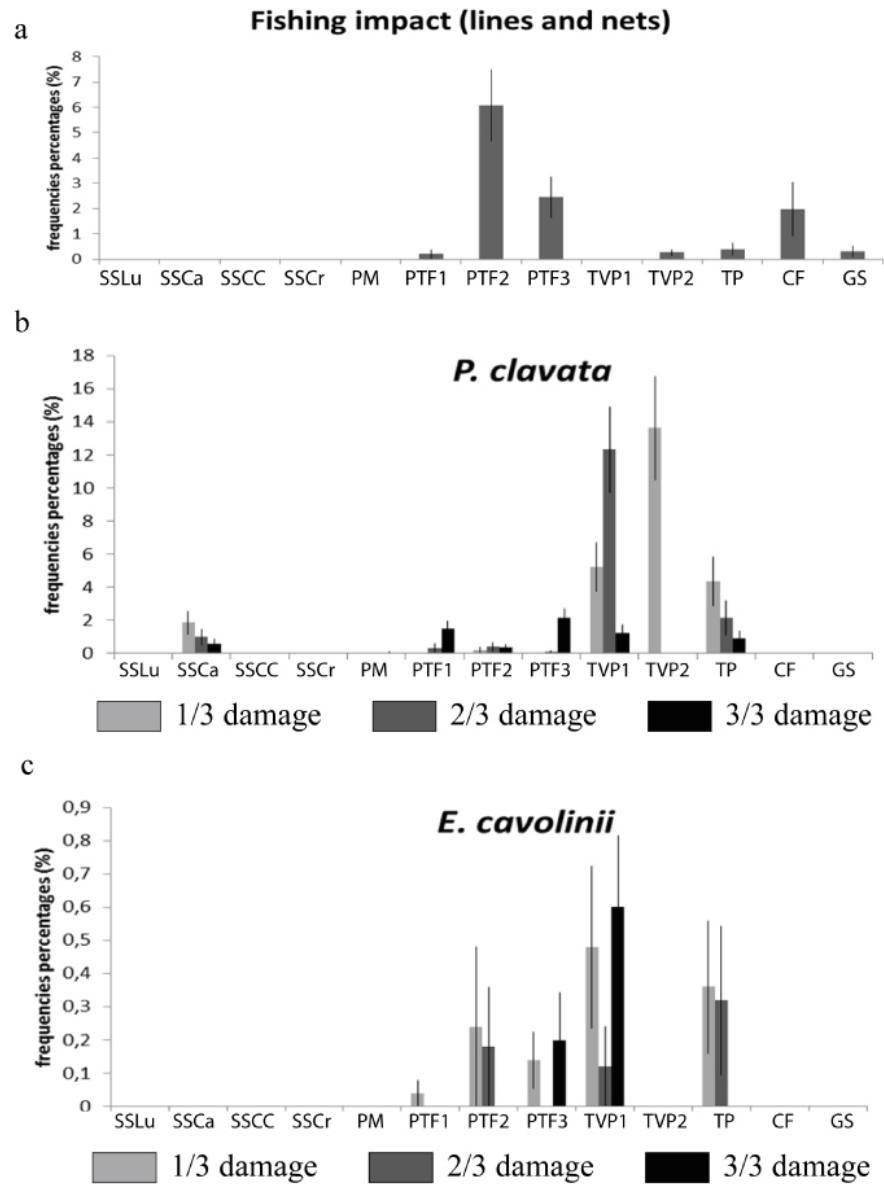 a
Fishing impact (lines and nets)
frequencies percentages (%)
8
7
6
5
4
3
2
1
0
SSLu SSCa SSCC SSCr PM PTF1 PTF2 PTF3 TVP1 TVP2 TP CF GS
b
P. clavata
frequencies percentages (%)
18
16
14
12
10
8
6
4
2
0
SSLu SSCa SSCC SSCr PM PTF1 PTF2 PTF3 TVP1 TVP2 TP CF GS
1/3 damage 2/3 damage 3/3 damage
c
E. cavolinii
frequencies percentages (%)
0,9
0,8
0,7
0,6
0,5
0,4
0,3
0,2
0,1
0
SSLu SSCa SSCC SSCr PM PTF1 PTF2 PTF3 TVP1 TVP2 TP CF GS
1/3 damage 2/3 damage 3/3 damage